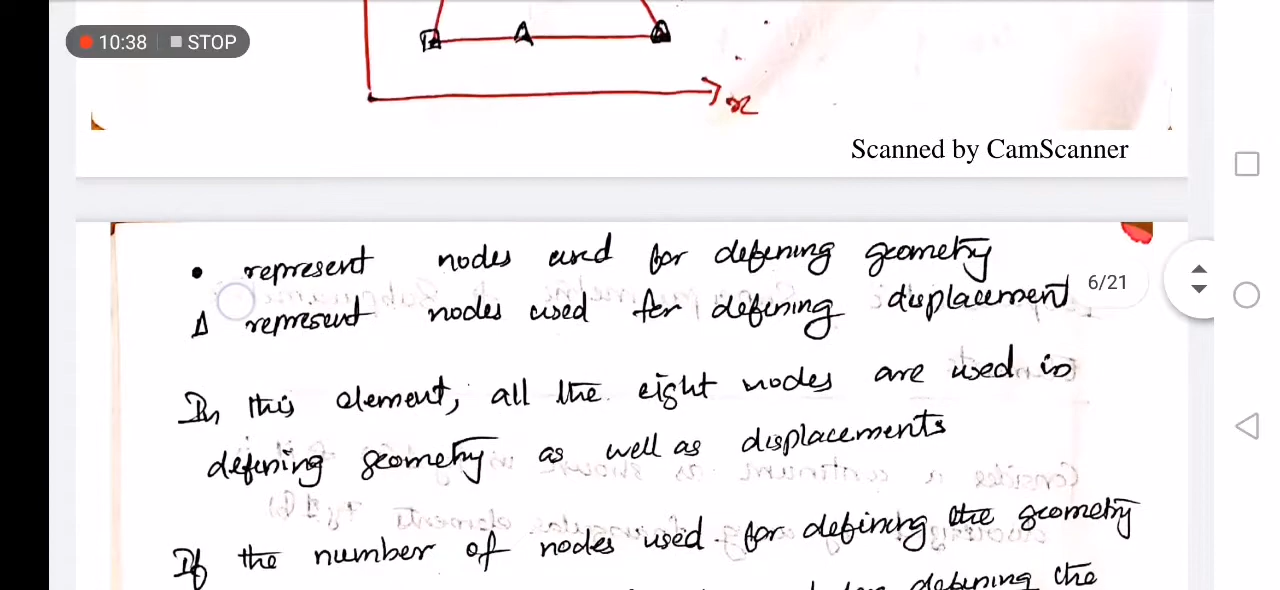 10:38 STOP
x
Scanned by CamScanner
• represent nodes used for defining geometry
6/21
Δ represent nodes used for defining displacement
In this element, all the eight nodes are used in
defining geometry as well as displacements
If the number of nodes used for defining the geometry
defining the